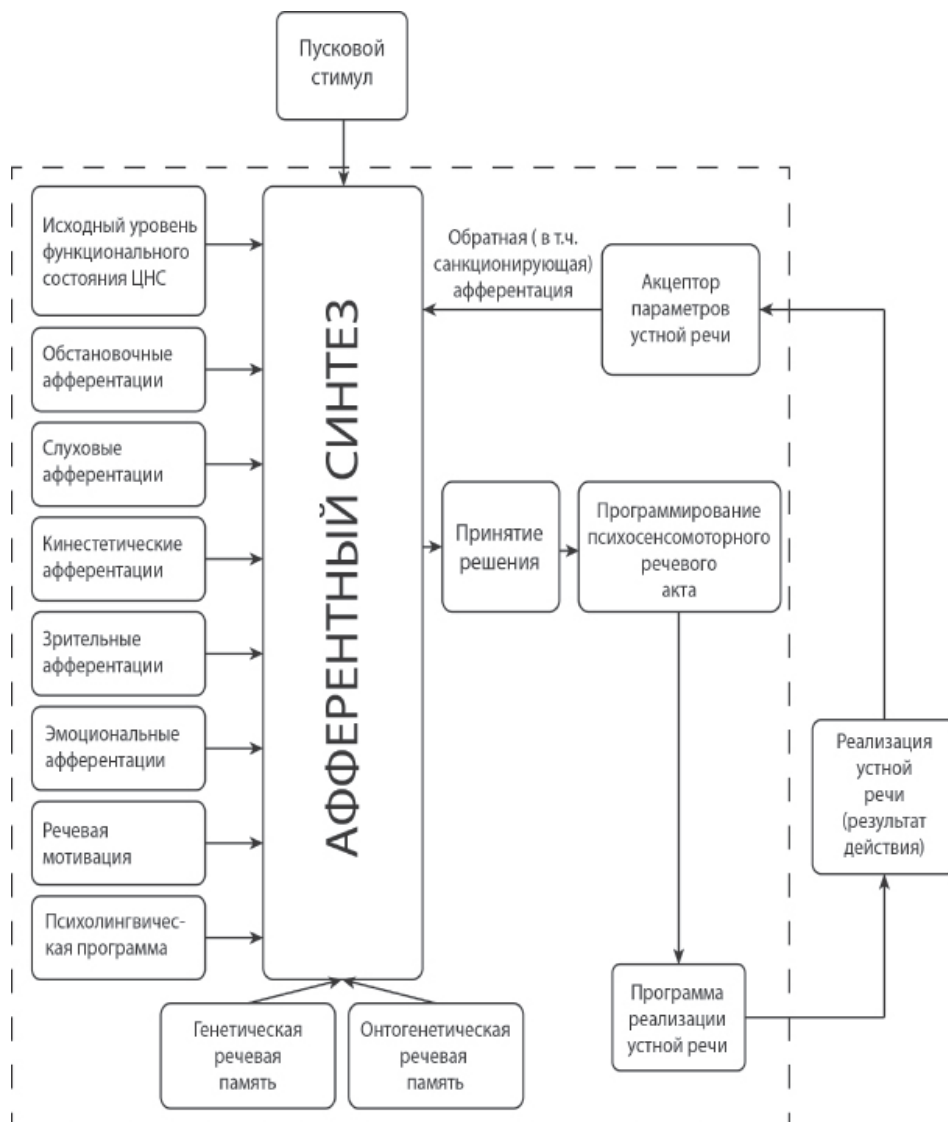 Пусковой
стимул
Исходный уровень
функционального
состояния ЦНС
Обстановочные
афферентации
Слуховые
афферентации
Кинестетические
афферентации
Зрительные
афферентации
Эмоциональные
афферентации
Речевая
мотивация
Психолингвичес-
кая программа
АФФЕРЕНТНЫЙ СИНТЕЗ
Генетическая
речевая
память
Онтогенетическая
речевая
память
Обратная ( в т.ч.
санкционирующая)
афферентация
Акцептор
параметров
устной речи
Принятие
решения
Программирование
психосенсомоторного
речевого
акта
Программа
реализации
устной речи
Реализация
устной
речи
(результат
действия)